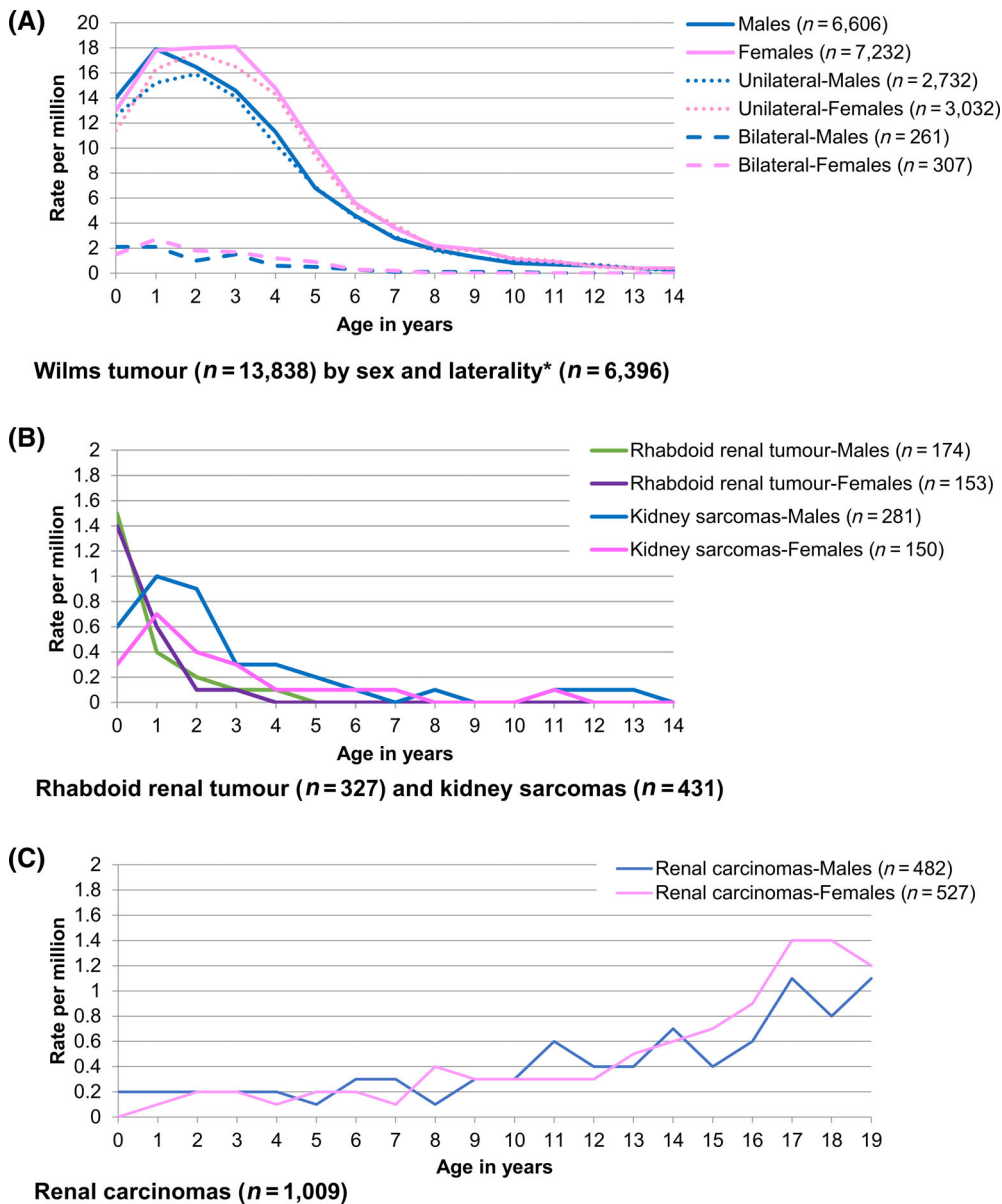 (A)
Rate per million
20
18
16
14
12
10
8
6
4
2
0
0 1 2 3 4 5 6 7 8 9 10 11 12 13 14
Age in years
Males (n = 6,606)
Females (n = 7,232)
Unilateral-Males (n = 2,732)
Unilateral-Females (n = 3,032)
Bilateral-Males (n = 261)
Bilateral-Females (n = 307)
Wilms tumour (n = 13,838) by sex and laterality* (n = 6,396)
(B)
Rate per million
2
1.8
1.6
1.4
1.2
1
0.8
0.6
0.4
0.2
0
0 1 2 3 4 5 6 7 8 9 10 11 12 13 14
Age in years
Rhabdoid renal tumour-Males (n = 174)
Rhabdoid renal tumour-Females (n = 153)
Kidney sarcomas-Males (n = 281)
Kidney sarcomas-Females (n = 150)
Rhabdoid renal tumour (n = 327) and kidney sarcomas (n = 431)
(C)
Rate per million
2
1.8
1.6
1.4
1.2
1
0.8
0.6
0.4
0.2
0
0 1 2 3 4 5 6 7 8 9 10 11 12 13 14 15 16 17 18 19
Age in years
Renal carcinomas-Males (n = 482)
Renal carcinomas-Females (n = 527)
Renal carcinomas (n = 1,009)